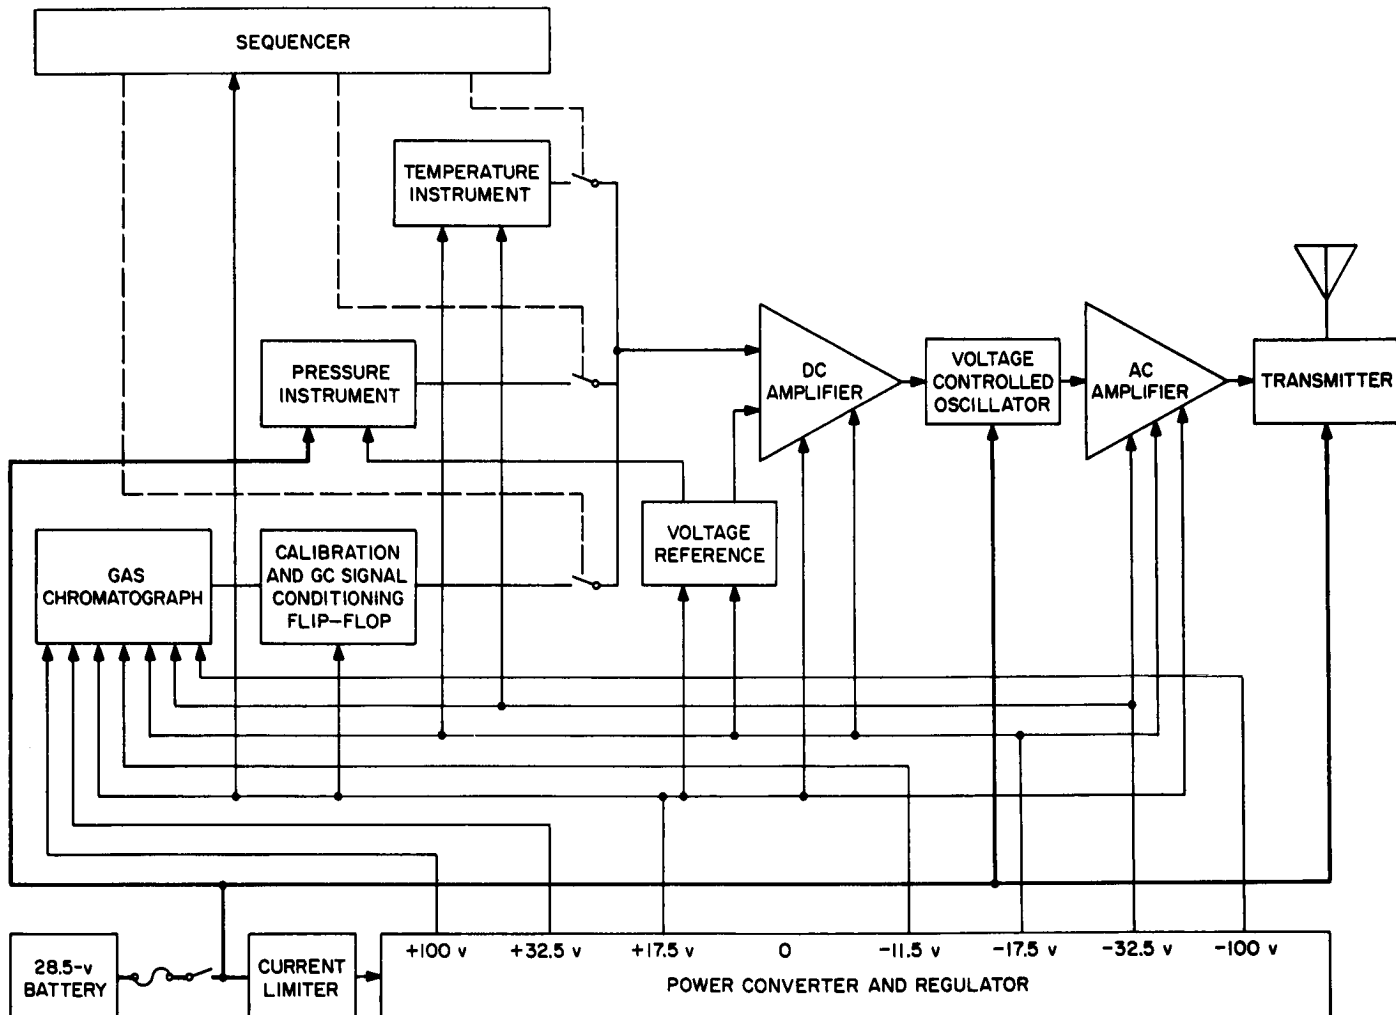 SEQUENCER
TEMPERATURE
INSTRUMENT
PRESSURE
INSTRUMENT
DC
AMPLIFIER
VOLTAGE
CONTROLLED
OSCILLATOR
AC
AMPLIFIER
TRANSMITTER
GAS
CHROMATOGRAPH
CALIBRATION
AND GC SIGNAL
CONDITIONING
FLIP-FLOP
VOLTAGE
REFERENCE
28.5-v
BATTERY
CURRENT
LIMITER
+100 v +32.5 v +17.5 v 0 -11.5 v -17.5 v -32.5 v -100 v
POWER CONVERTER AND REGULATOR